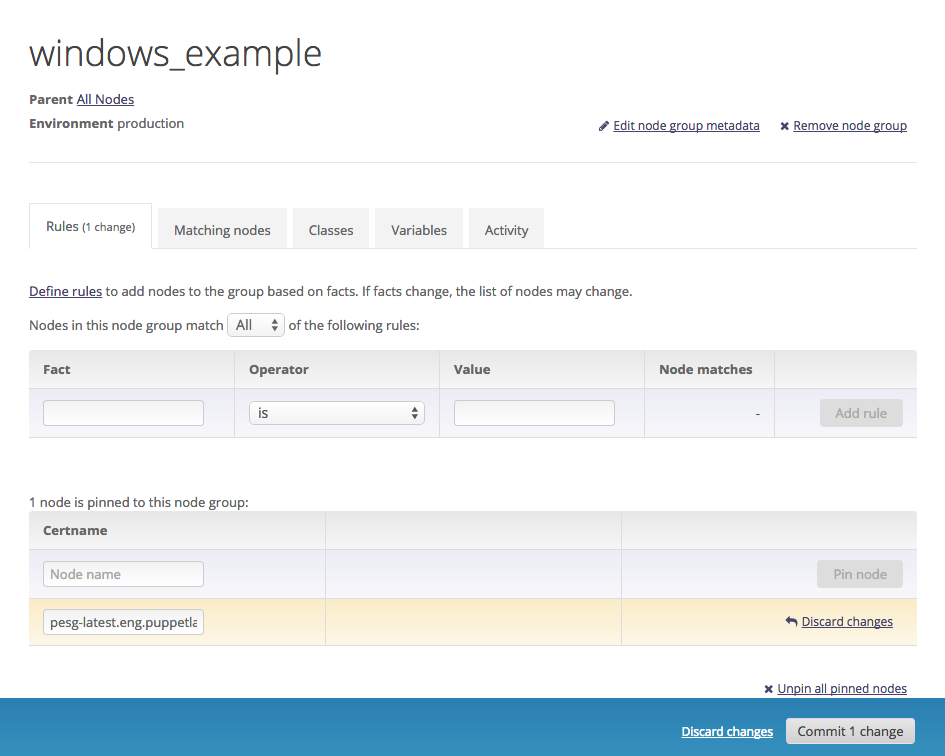 windows_example
Parent All Nodes
Environment production
Edit node group metadata Remove node group
Rules (1 change) Matching nodes Classes Variables Activity
Define rules to add nodes to the group based on facts. If facts change, the list of nodes may change.
Nodes in this node group match All of the following rules:
Fact Operator Value Node matches
is - Add rule
1 node is pinned to this node group:
Certname
Node name Pin node
pesg-latest.eng.puppetla Discard changes
Unpin all pinned nodes
Discard changes Commit 1 change